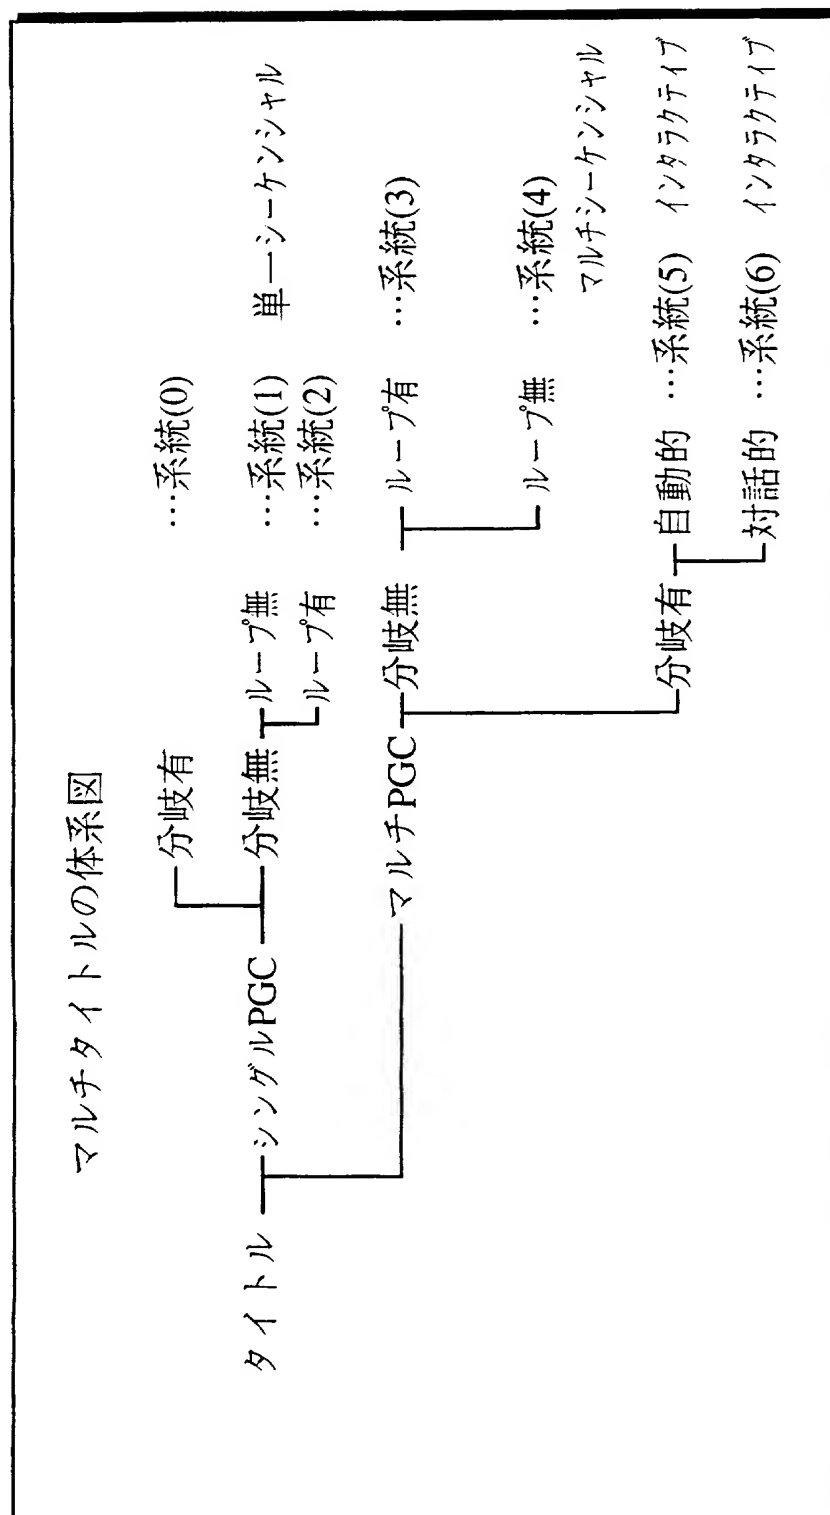 マルチタイトルの体系図
分岐有 …系統(0)
タイトル シングルPGC 分岐無 ループ無 …系統(1) 単一シーケンシャル
ループ有 …系統(2)
マルチPGC 分岐無 ループ有 …系統(3)
ループ無 …系統(4)
マルチシーケンシャル
分岐有 自動的 …系統(5) インタラクティブ
対話的 …系統(6) インタラクティブ